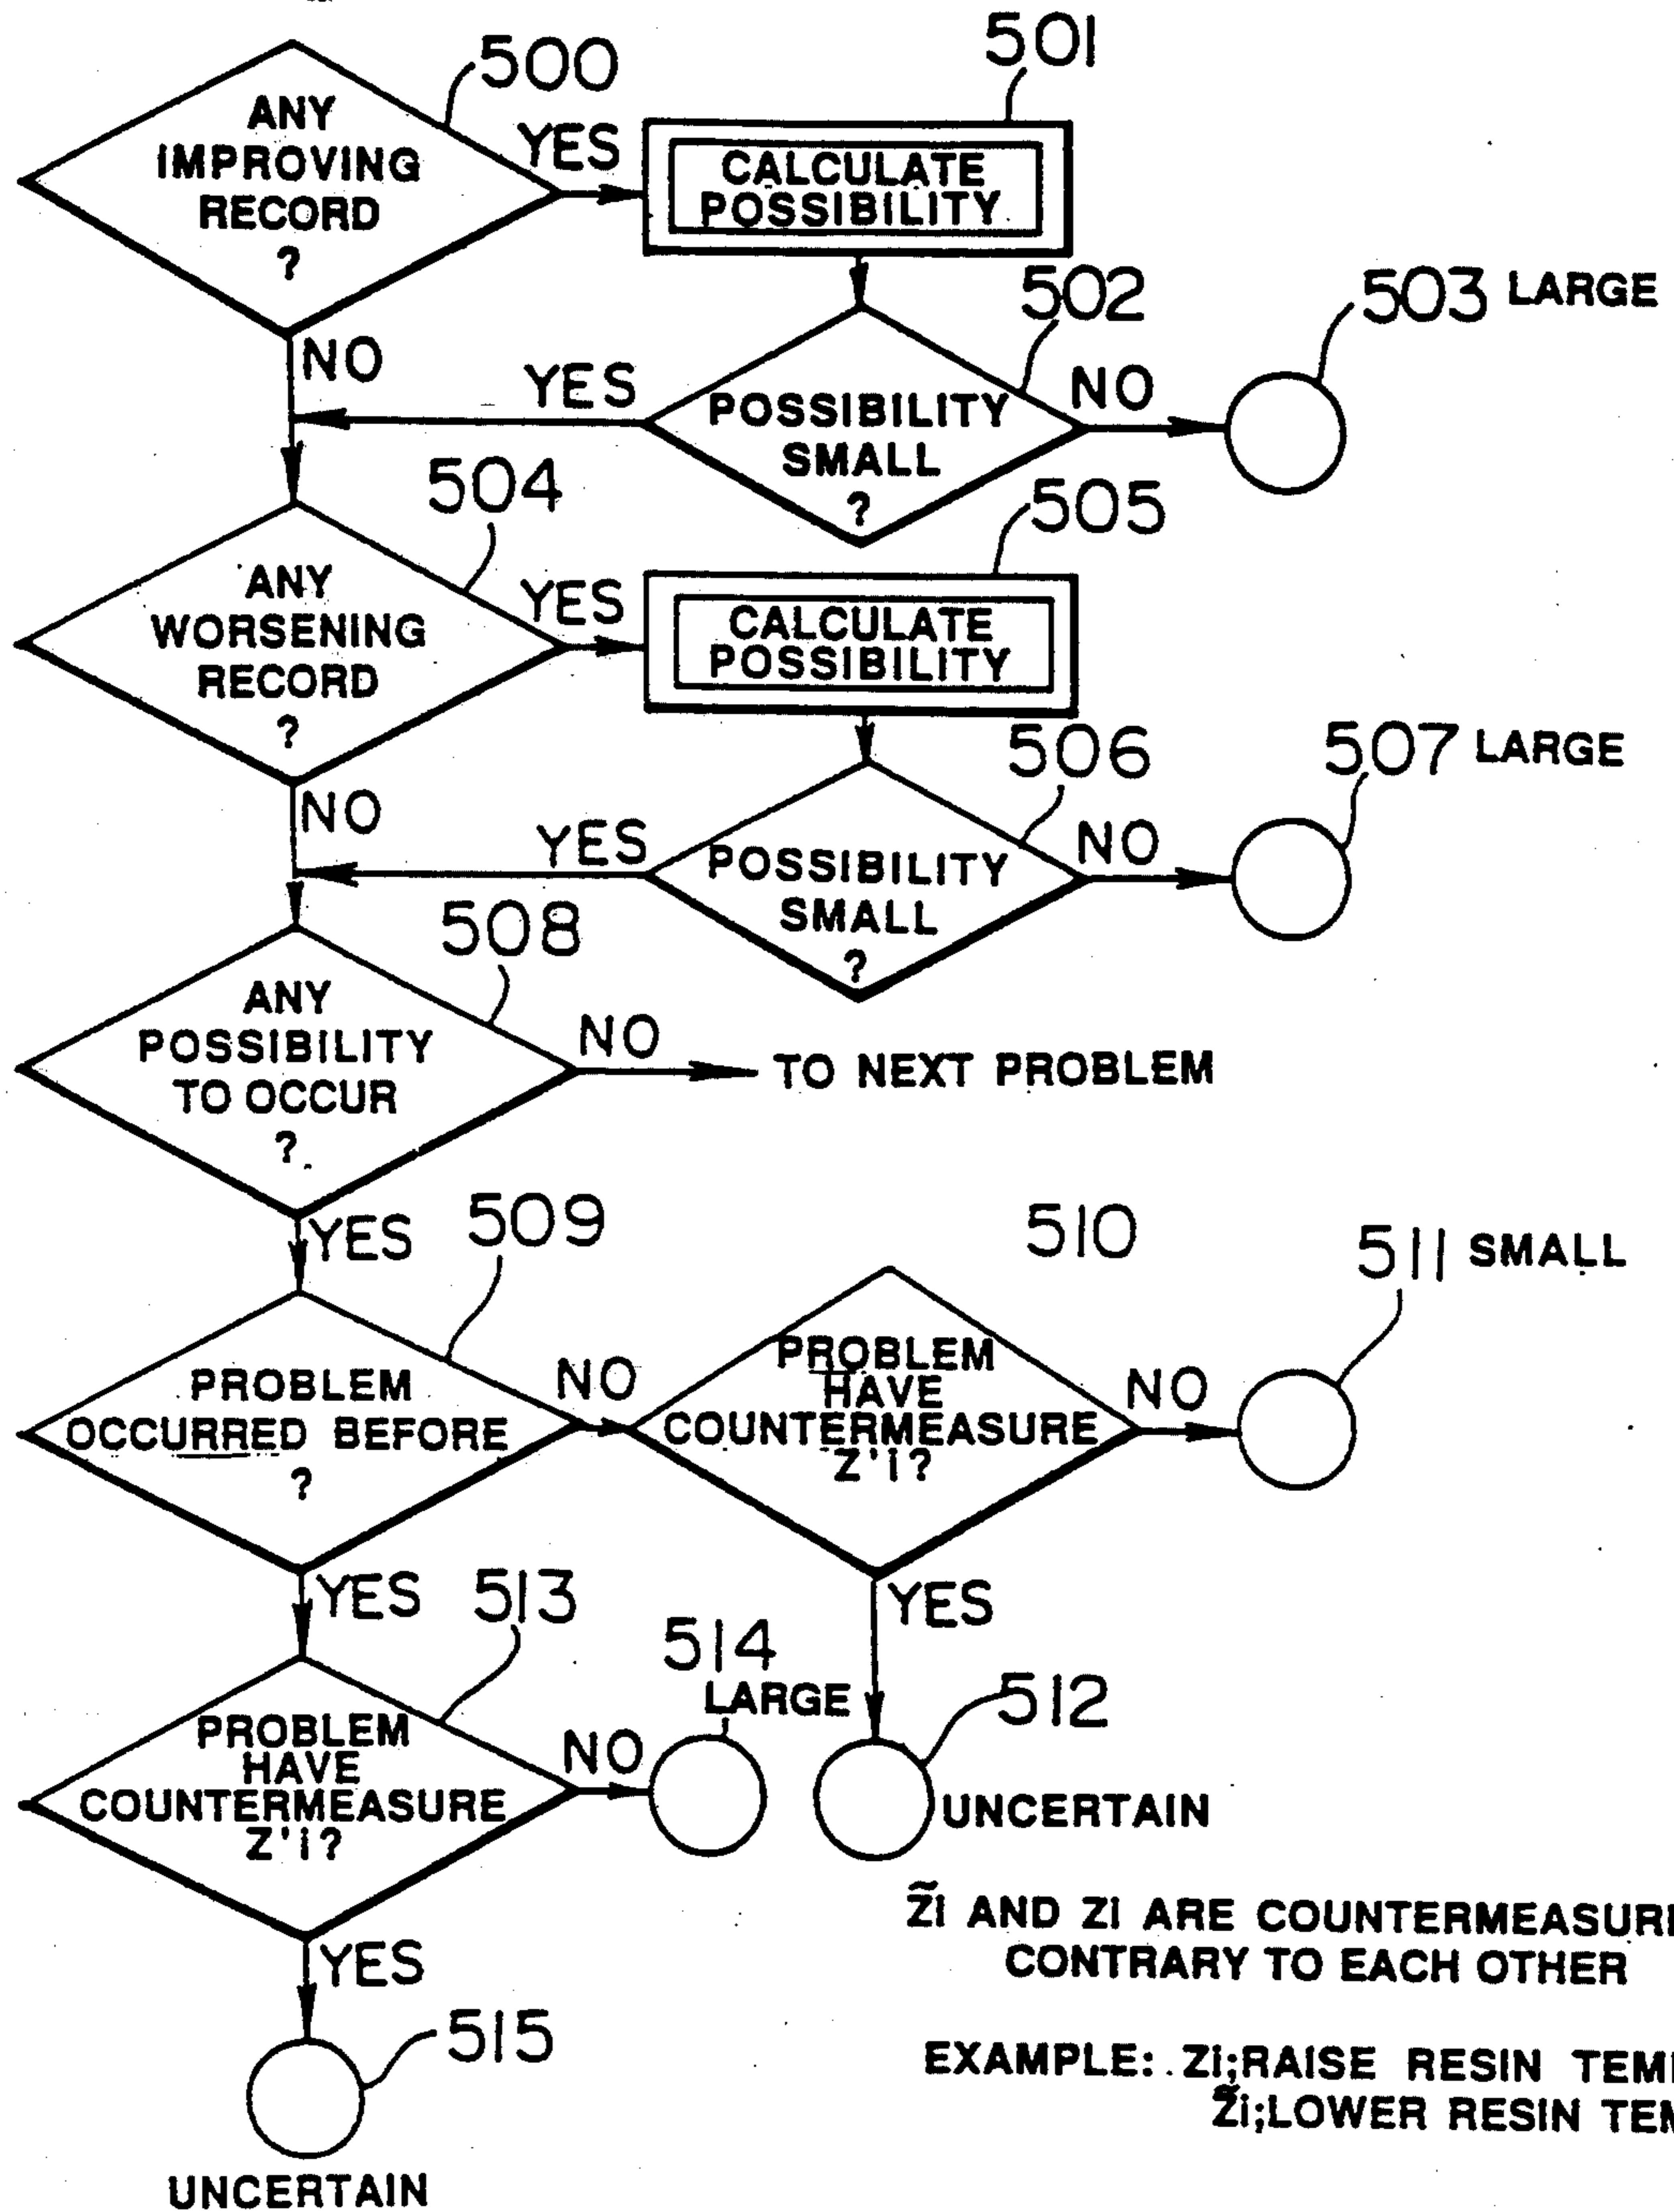 500
501
ANY
IMPROVING
RECORD
?
YES
CALCULATE
POSSIBILITY
502
503 LARGE
NO
YES
POSSIBILITY
SMALL
?
NO
504
505
ANY
WORSENING
RECORD
?
YES
CALCULATE
POSSIBILITY
506
507 LARGE
NO
YES
POSSIBILITY
SMALL
?
NO
508
ANY
POSSIBILITY
TO OCCUR
?
NO
TO NEXT PROBLEM
YES
509
510
511 SMALL
PROBLEM
OCCURRED BEFORE
?
NO
PROBLEM
HAVE
COUNTERMEASURE
Z'i?
NO
YES
513
YES
514
LARGE
512
PROBLEM
HAVE
COUNTERMEASURE
Z'i?
NO
UNCERTAIN
YES
515
UNCERTAIN
Z̃i AND Zi ARE COUNTERMEASURE
CONTRARY TO EACH OTHER
EXAMPLE: Zi;RAISE RESIN TEM
Z̃i;LOWER RESIN TEM